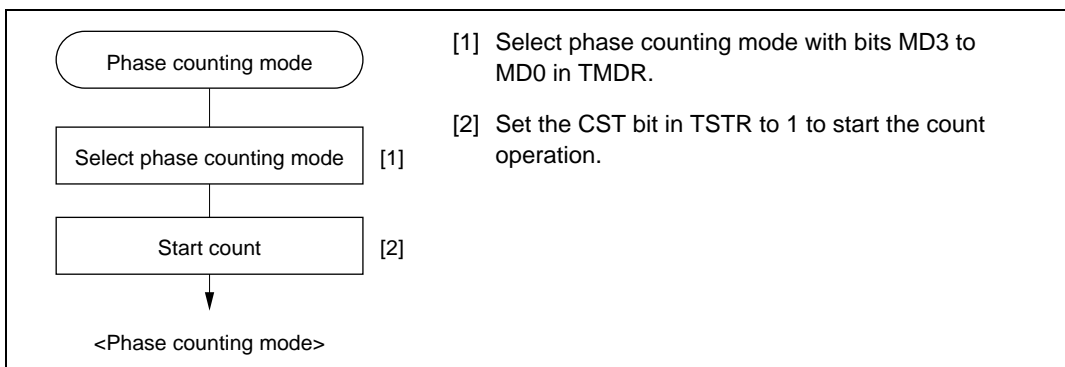 Phase counting mode
Select phase counting mode [1]
Start count [2]
<Phase counting mode>
[1] Select phase counting mode with bits MD3 to
MD0 in TMDR.
[2] Set the CST bit in TSTR to 1 to start the count
operation.